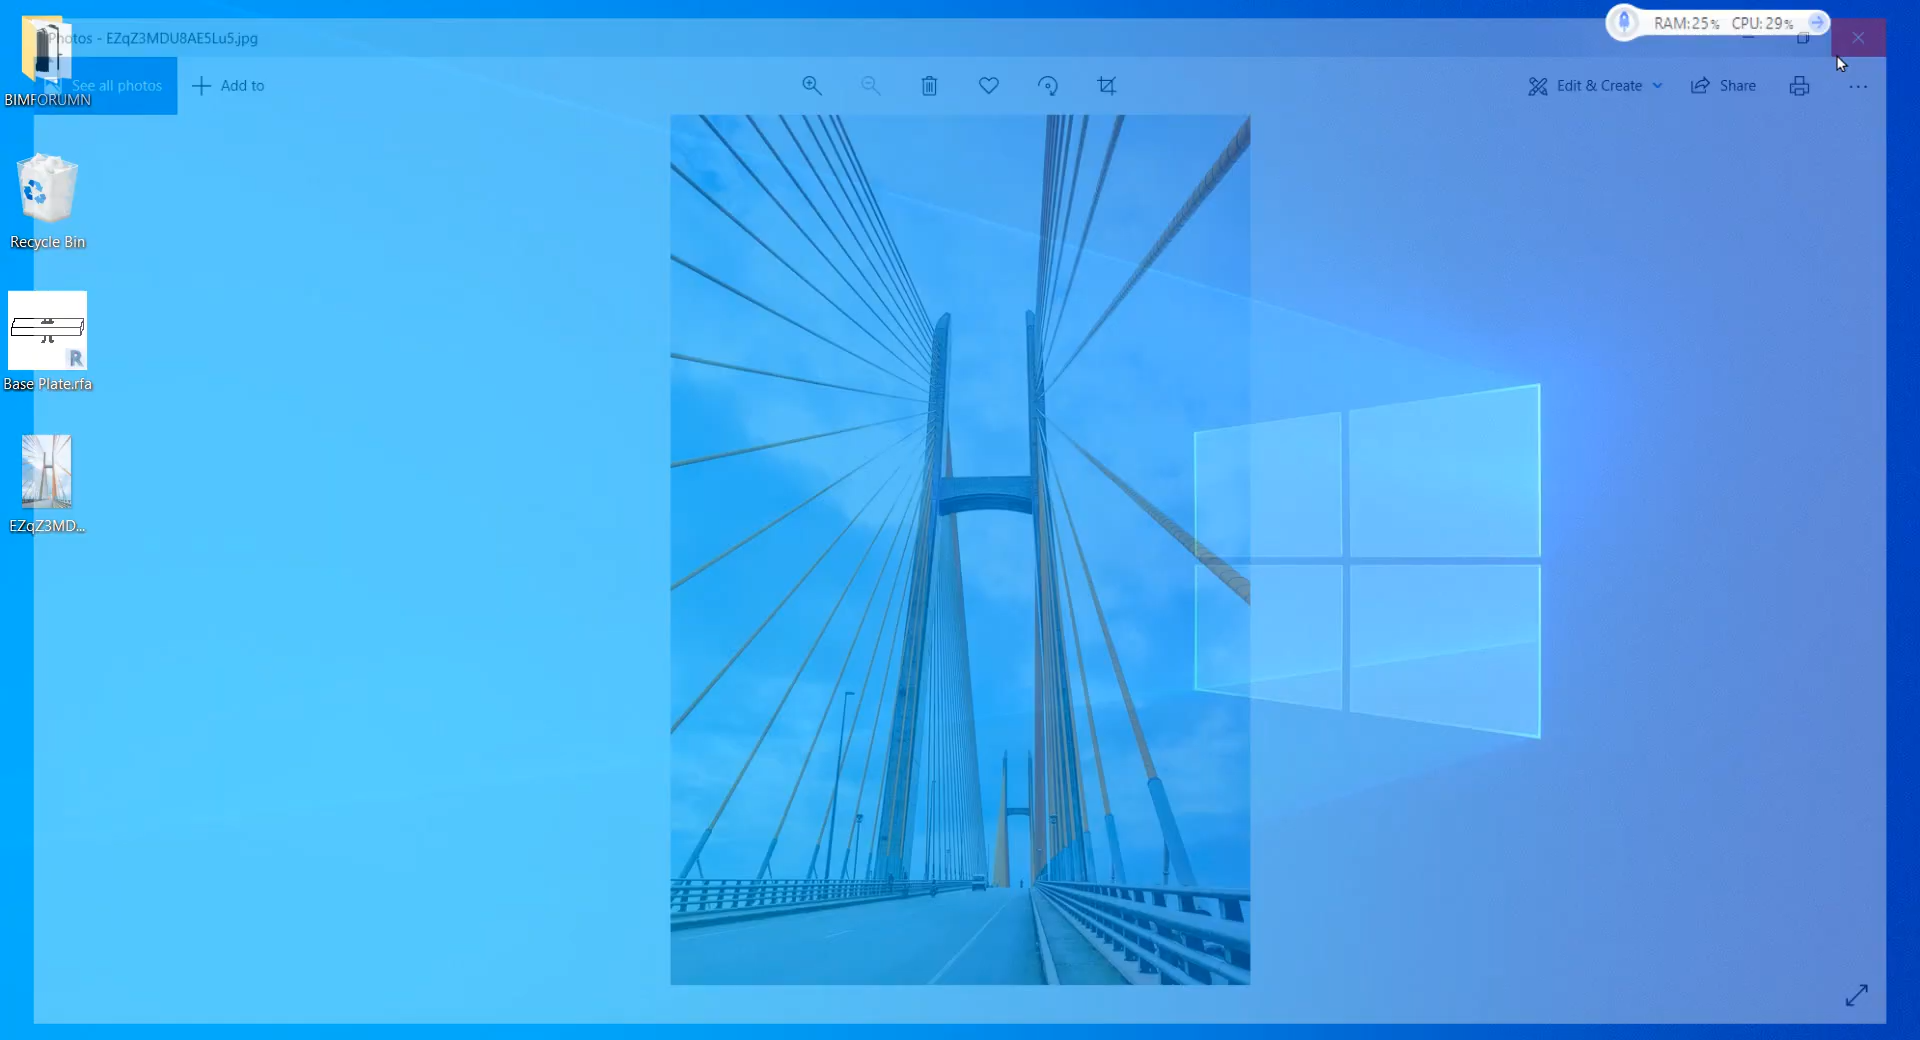 Photos - EZqZ3MDU8AE5Lu5.jpg
RAM:25% CPU:29%
See all photos
Add to
Edit & Create
Share
BIMFORUMN
Recycle Bin
R
Base Plate.rfa
EZqZ3MD...